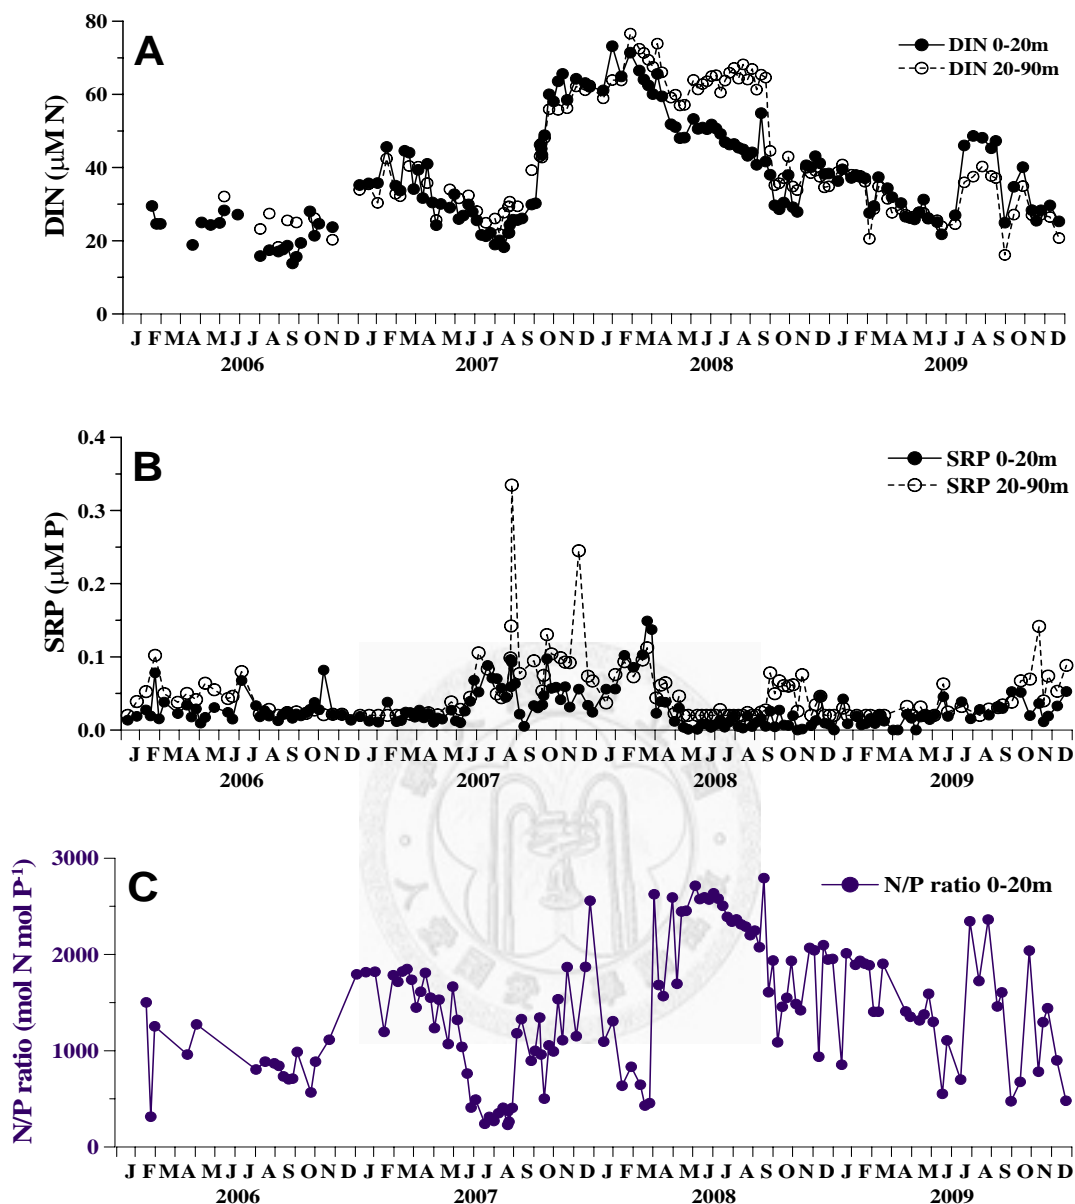 80
A
DIN 0-20m
DIN 20-90m
60
DIN (μM N)
40
20
0
J F M A M J J A S O N D J F M A M J J A S O N D J F M A M J J A S O N D J F M A M J J A S O N D
2006 2007 2008 2009
0.4
B
SRP 0-20m
SRP 20-90m
0.3
SRP (μM P)
0.2
0.1
0.0
J F M A M J J A S O N D J F M A M J J A S O N D J F M A M J J A S O N D J F M A M J J A S O N D
2006 2007 2008 2009
3000
C
N/P ratio 0-20m
N/P ratio (mol N mol P⁻¹)
2000
1000
0
J F M A M J J A S O N D J F M A M J J A S O N D J F M A M J J A S O N D J F M A M J J A S O N D
2006 2007 2008 2009